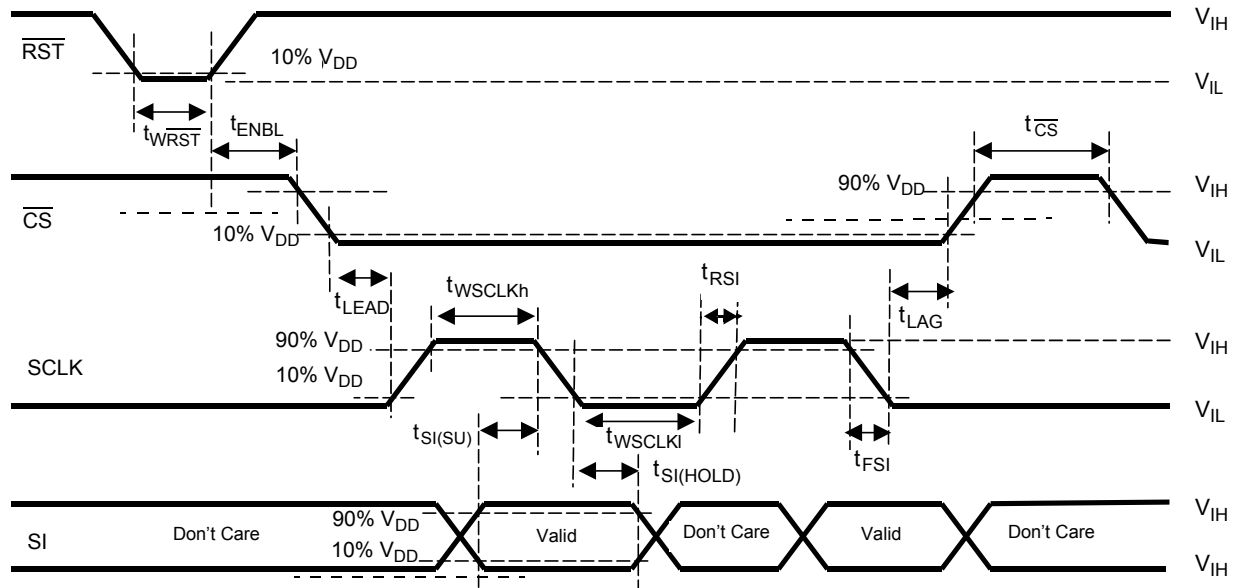 VIH
RST
10% VDD
VIL
tWRST
tENBL
tCS
90% VDD
VIH
CS
10% VDD
VIL
tLEAD
tWSCLKh
tRSI
tLAG
90% VDD
VIH
SCLK
10% VDD
VIL
tSI(SU)
tWSCLKl
tFSI
tSI(HOLD)
VIH
90% VDD
SI
Don't Care
Valid
Don't Care
Valid
Don't Care
10% VDD
VIH